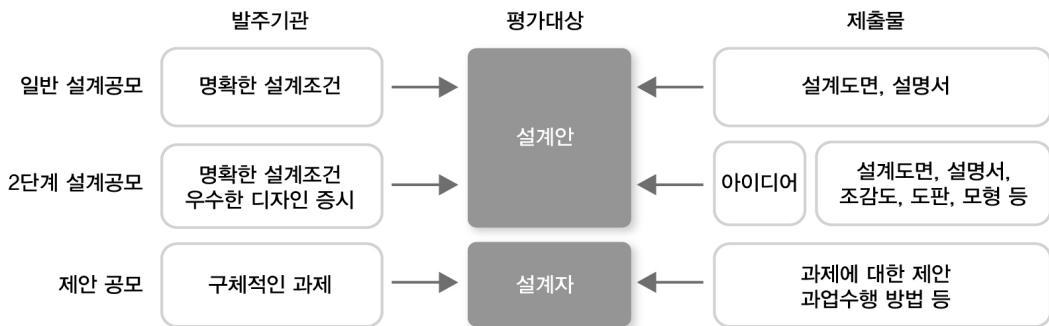 발주기관
평가대상
제출물
일반 설계공모
명확한 설계조건
설계안
설계도면, 설명서
2단계 설계공모
명확한 설계조건
우수한 디자인 증시
아이디어
설계도면, 설명서,
조감도, 도판, 모형 등
제안 공모
구체적인 과제
설계자
과제에 대한 제안
과업수행 방법 등